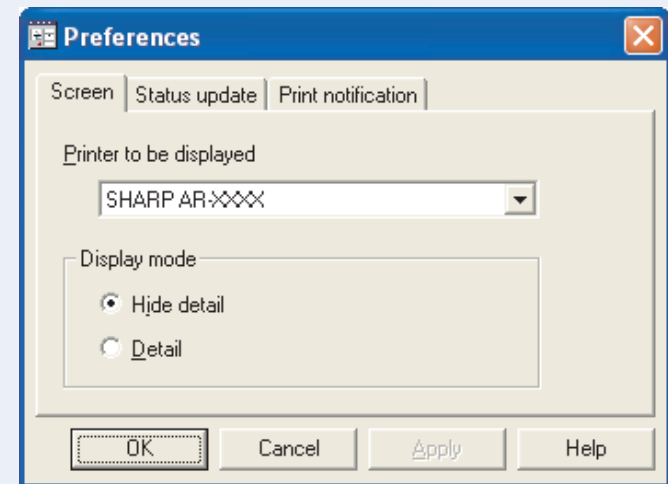 Preferences
Screen Status update Print notification
Printer to be displayed
SHARP AR-XXXX
Display mode
Hide detail
Detail
OK Cancel Apply Help